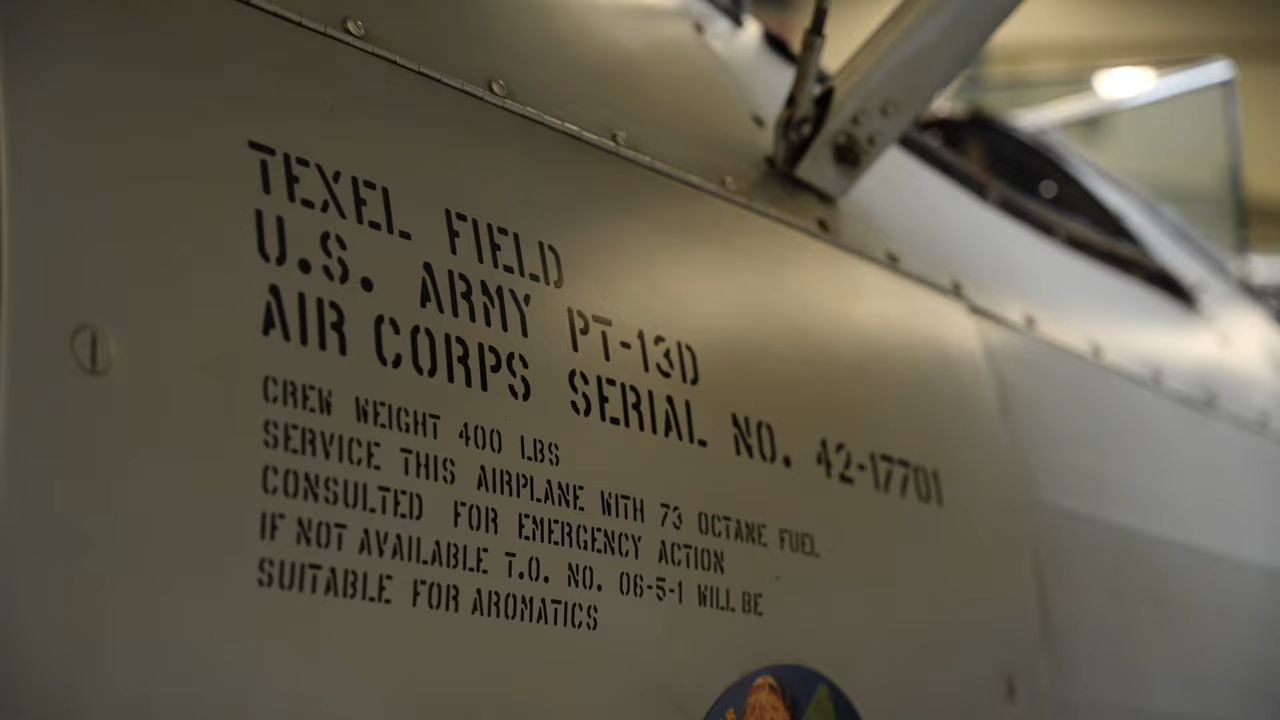 TEXEL FIELD
U.S. ARMY PT-13D
AIR CORPS SERIAL NO. 42-17701
CREW WEIGHT 400 LBS
SERVICE THIS AIRPLANE WITH 73 OCTANE FUEL
CONSULTED FOR EMERGENCY ACTION
IF NOT AVAILABLE T.O. NO. 06-5-1 WILL BE
SUITABLE FOR AROMATICS